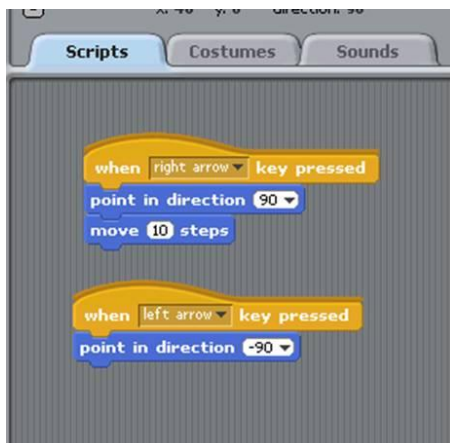 Scripts Costumes Sounds
when right arrow key pressed
point in direction 90
move 10 steps
when left arrow key pressed
point in direction -90